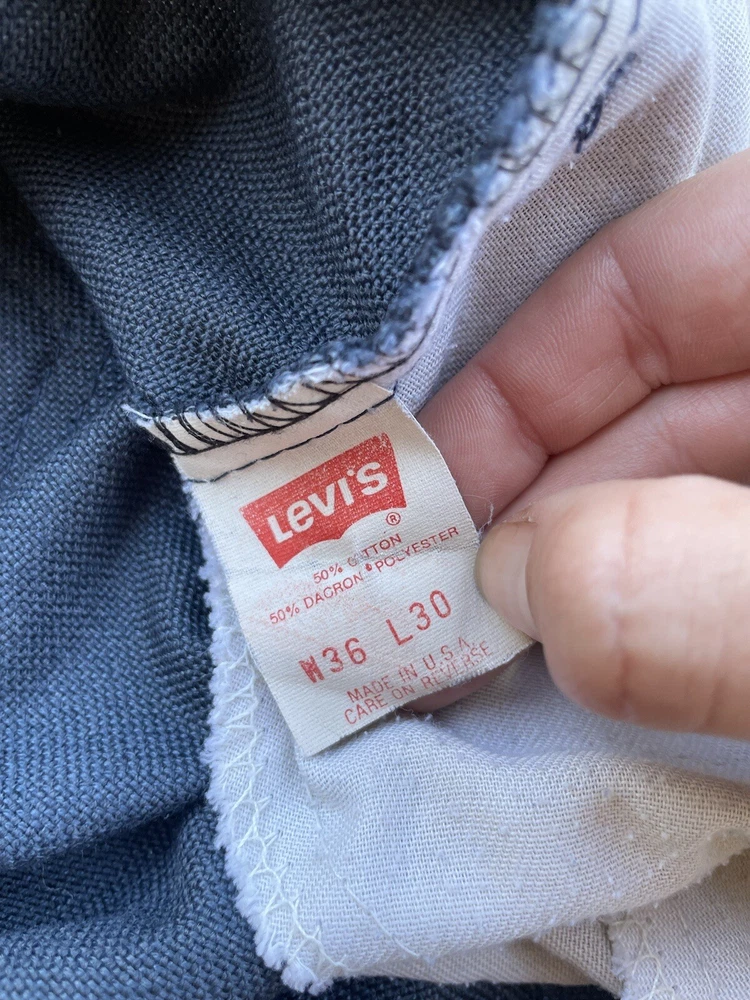 Levi's®
50% COTTON
50% DACRON® POLYESTER
W36 L30
MADE IN U.S.A.
CARE ON REVERSE